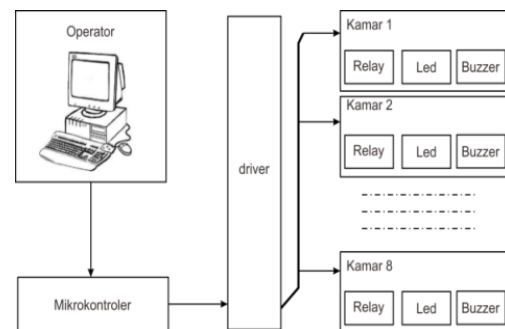 Operator
Mikrokontroler
driver
Kamar 1
Relay Led Buzzer
Kamar 2
Relay Led Buzzer
Kamar 8
Relay Led Buzzer